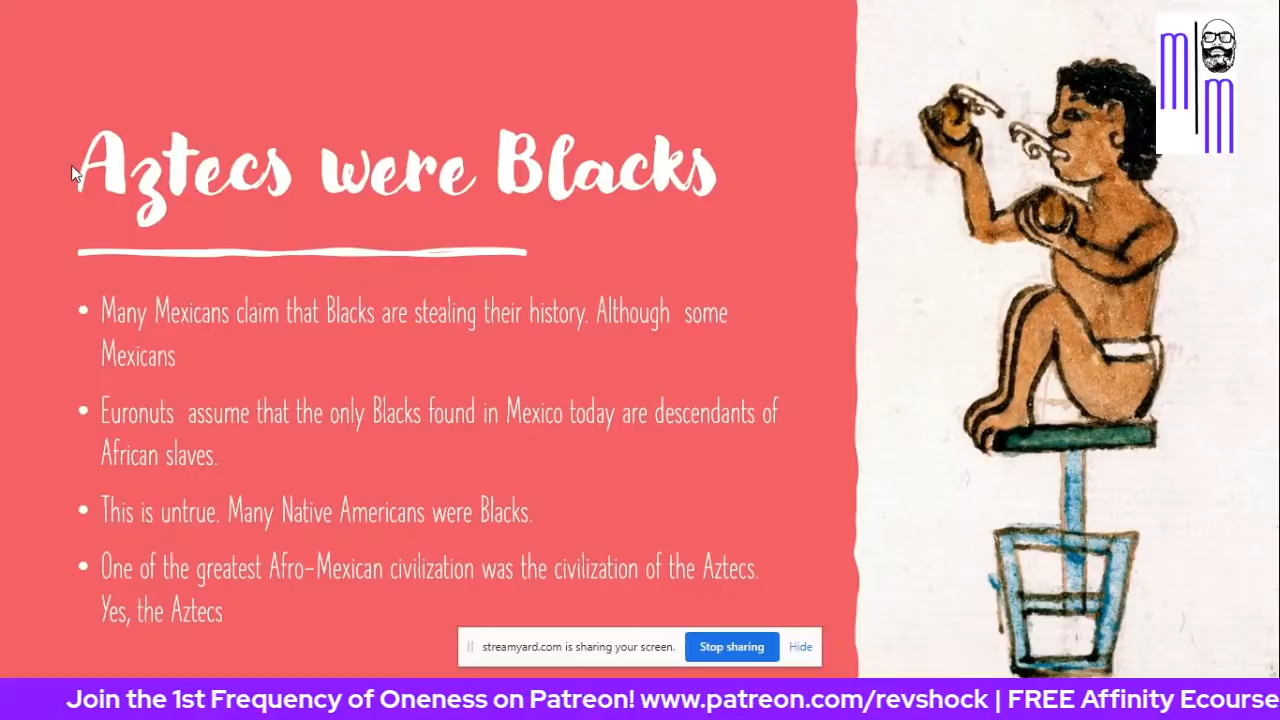 m
m
Aztecs were Blacks
• Many Mexicans claim that Blacks are stealing their history. Although some
Mexicans
• Euronuts assume that the only Blacks found in Mexico today are descendants of
African slaves.
• This is untrue. Many Native Americans were Blacks.
• One of the greatest Afro-Mexican civilization was the civilization of the Aztecs.
Yes, the Aztecs
streamyard.com is sharing your screen. Stop sharing Hide
Join the 1st Frequency of Oneness on Patreon! www.patreon.com/revshock | FREE Affinity Ecourse